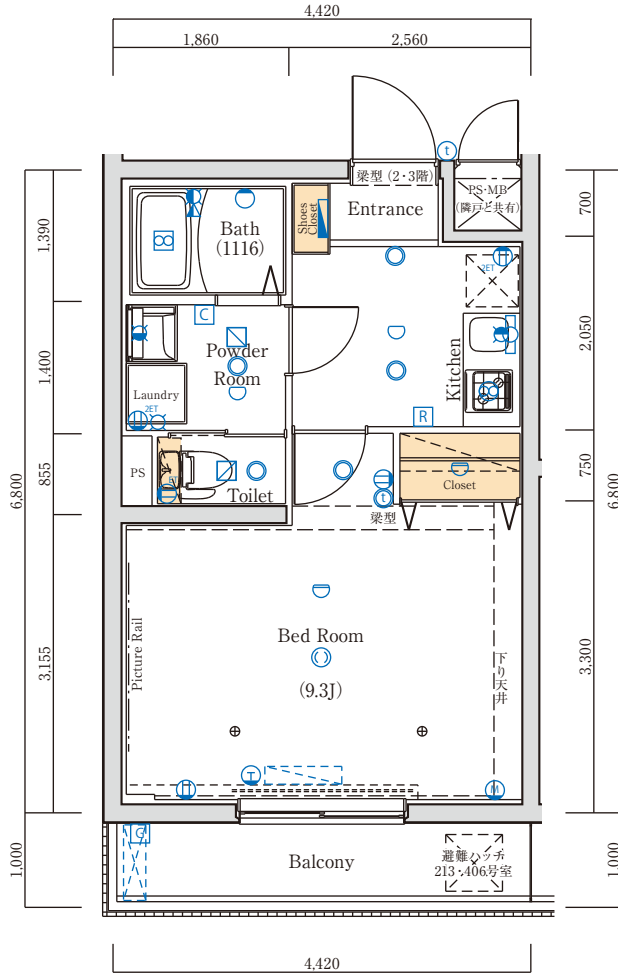 4,420
1,860
2,560
t
梁型 (2・3階)
PS・MB
(隣戸と共有)
Shoes
Closet
Entrance
Bath
(1116)
2ET
C
Powder
Room
Kitchen
Laundry
2ET
R
PS
Toilet
t
梁型
Closet
Picture Rail
Bed Room
(9.3J)
下り天井
T
M
G
Balcony
避難ハッチ
213・406号室
1,390
1,400
855
3,155
6,800
1,000
700
2,050
750
3,300
6,800
1,000
4,420